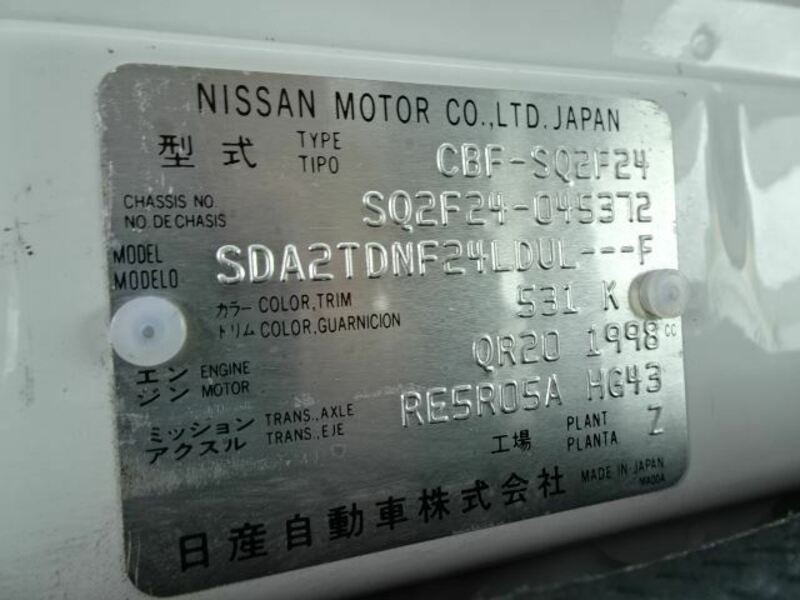 NISSAN MOTOR CO.,LTD. JAPAN
型式 TYPE TIPO CBF-SQ2F24
CHASSIS NO. NO.DE CHASIS SQ2F24-045372
MODEL MODELO SDA2TDNF24LDUL---F
カラー COLOR,TRIM 531 K
トリム COLOR,GUARNICION
エンジン ENGINE MOTOR QR20 1998cc
ミッション TRANS.,AXLE RE5R05A HG43
アクスル TRANS.,EJE
工場 PLANT PLANTA Z
日産自動車株式会社 MADE IN JAPAN